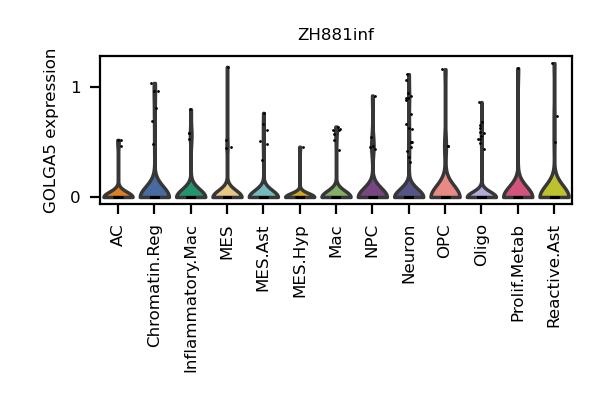 ZH881inf
GOLGA5 expression
1
0
AC
Chromatin.Reg
Inflammatory.Mac
MES
MES.Ast
MES.Hyp
Mac
NPC
Neuron
OPC
Oligo
Prolif.Metab
Reactive.Ast